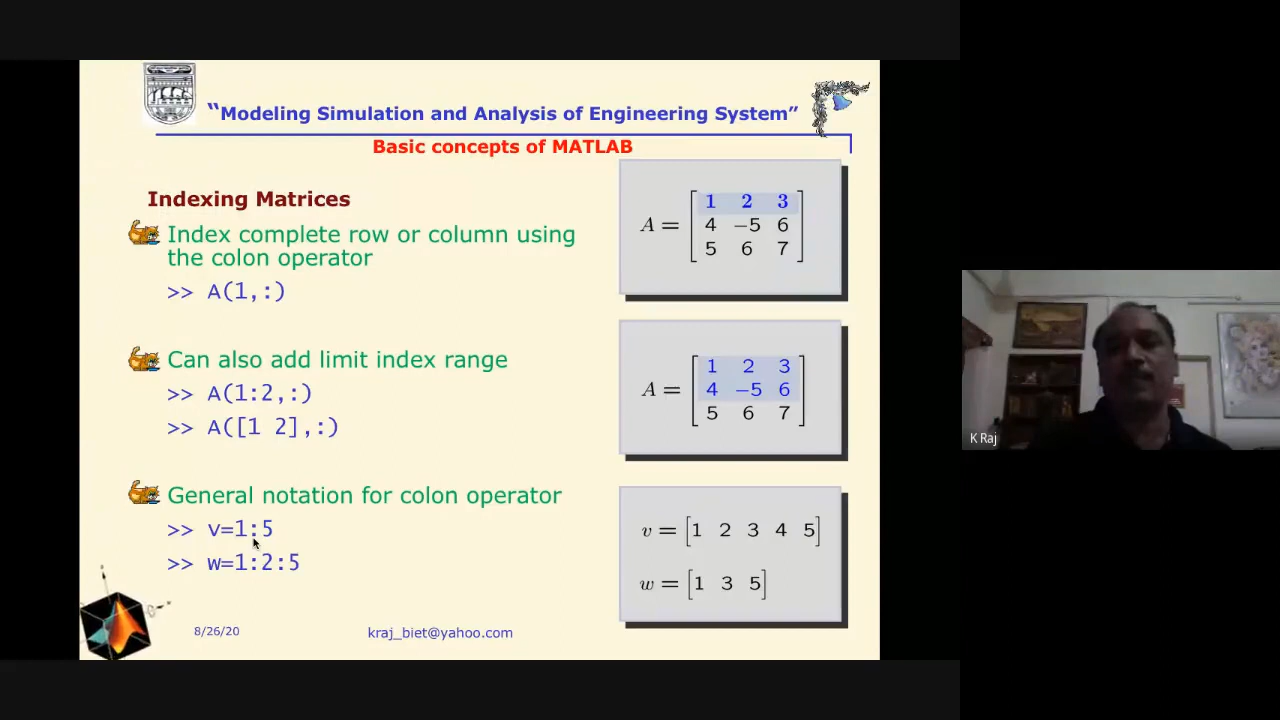 “Modeling Simulation and Analysis of Engineering System”
Basic concepts of MATLAB
Indexing Matrices
Index complete row or column using
the colon operator
>> A(1,:)
Can also add limit index range
>> A(1:2,:)
>> A([1 2],:)
General notation for colon operator
>> v=1:5
>> w=1:2:5
1 2 3
A = 4 −5 6
5 6 7
1 2 3
A = 4 −5 6
5 6 7
v = [1 2 3 4 5]
w = [1 3 5]
8/26/20
kraj_biet@yahoo.com
K Raj